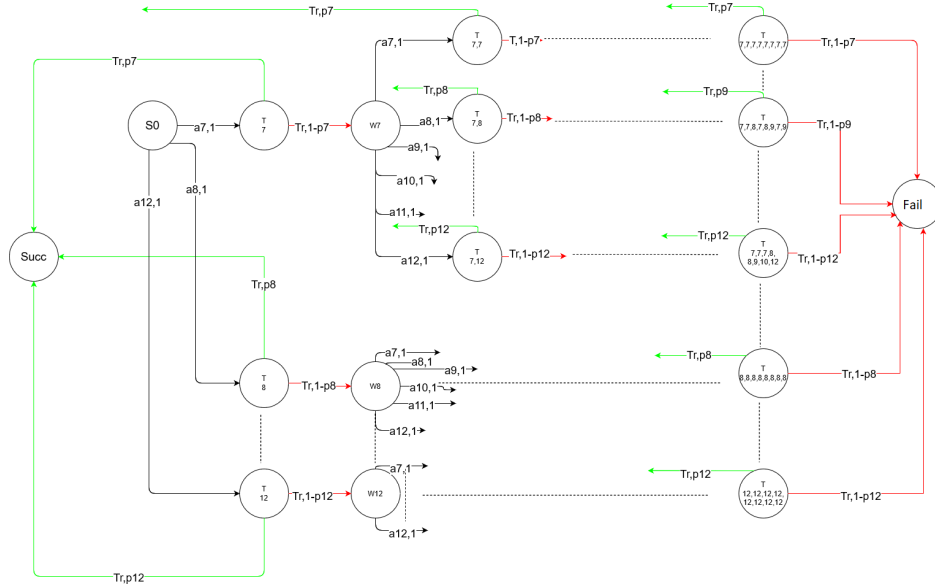 Tr,p7
Tr,p7
T
7,7
T,1-p7
T
7,7,7,7,7,7,7,7
Tr,1-p7
Tr,p7
a7,1
Tr,p8
Tr,p9
S0
a7,1
T
7
Tr,1-p7
W7
a8,1
T
7,8
Tr,1-p8
T
7,7,8,7,8,9,7,9
Tr,1-p9
a9,1
a10,1
a8,1
a12,1
a11,1
Fail
Tr,p12
Tr,p12
a12,1
T
7,12
Tr,1-p12
T
7,7,7,8,
8,9,10,12
Tr,1-p12
Succ
Tr,p8
a7,1
Tr,p8
a8,1
a9,1
T
8
Tr,1-p8
W8
a10,1
T
8,8,8,8,8,8,8,8
Tr,1-p8
a11,1
a12,1
a7,1
Tr,p12
T
12
Tr,1-p12
W12
T
12,12,12,12,
12,12,12,12
Tr,1-p12
a12,1
Tr,p12